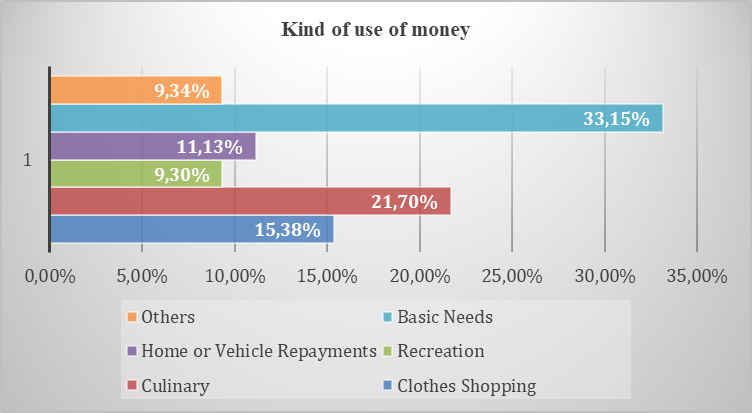 Kind of use of money
9,34%
33,15%
11,13%
1
9,30%
21,70%
15,38%
0,00% 5,00% 10,00% 15,00% 20,00% 25,00% 30,00% 35,00%
Others Basic Needs
Home or Vehicle Repayments Recreation
Culinary Clothes Shopping